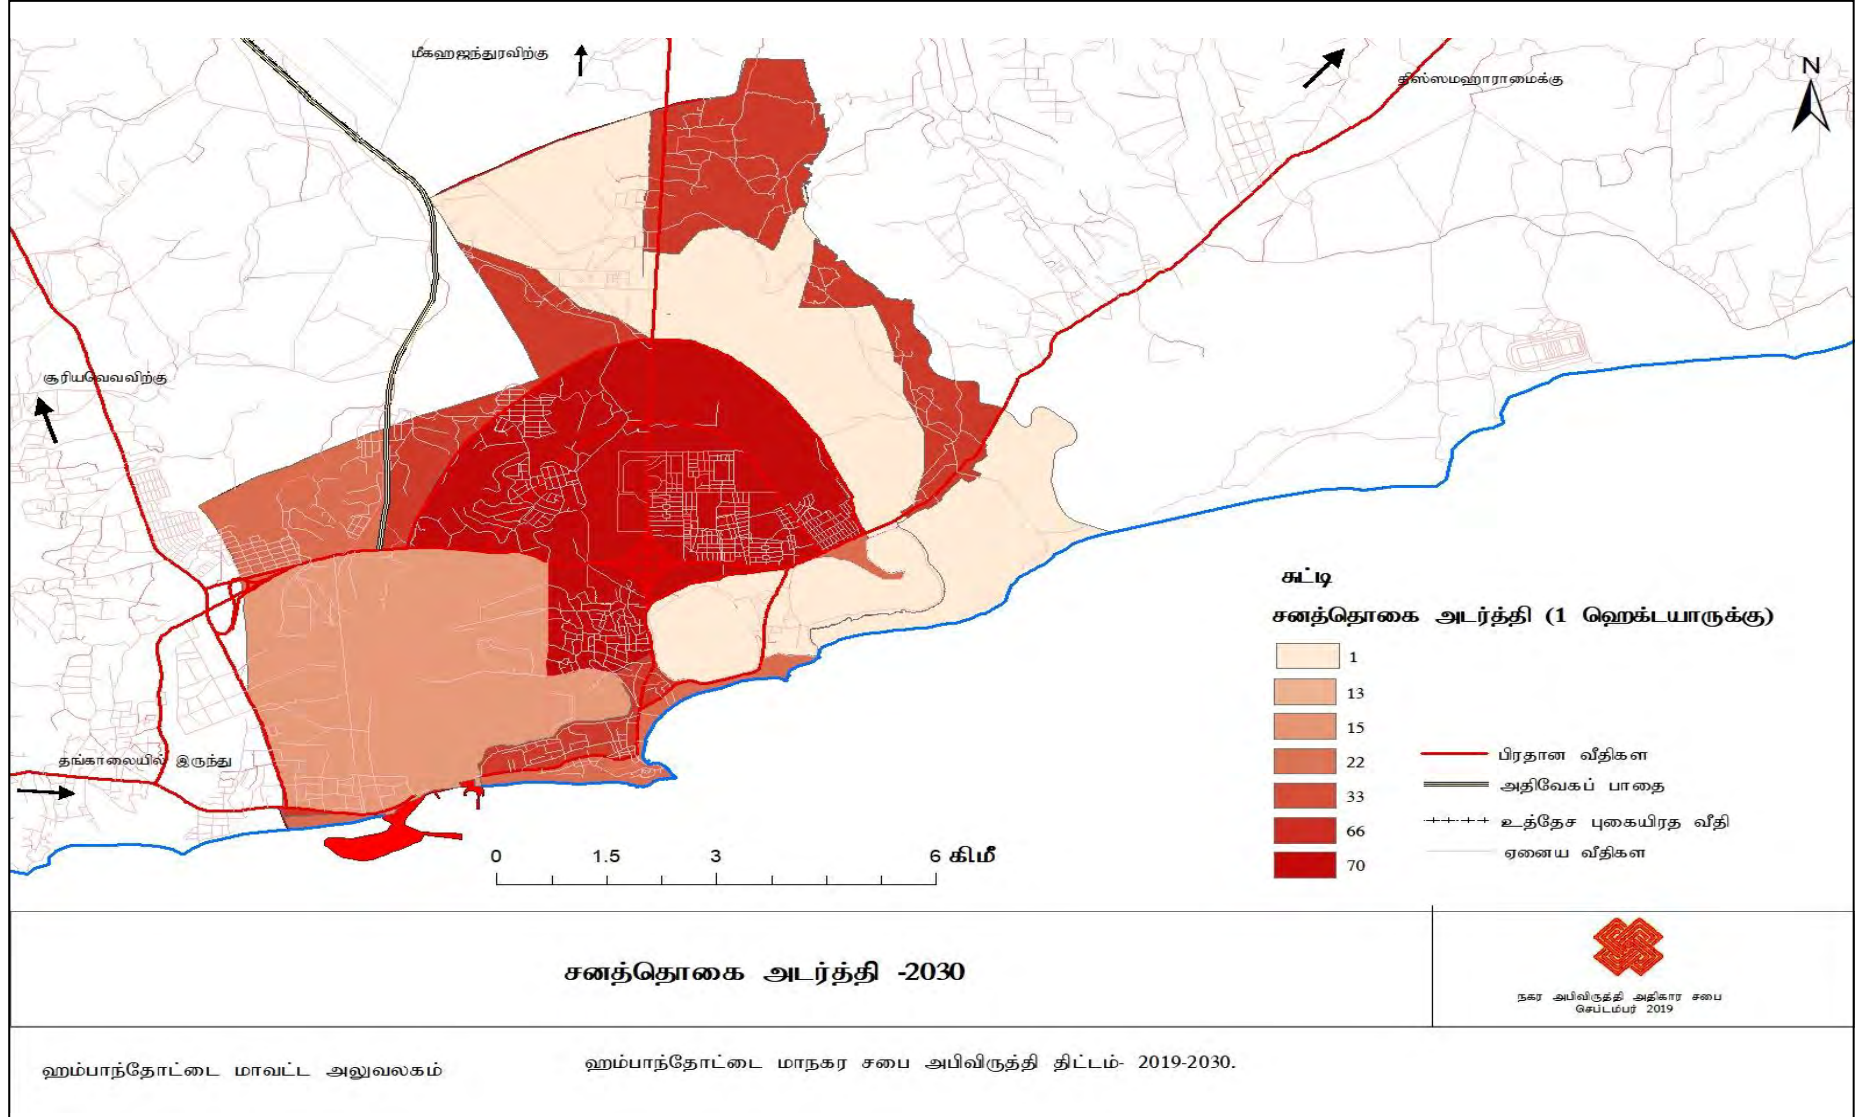 மீகஹஜந்துரவிற்கு
திஸ்ஸமஹாராமைக்கு
N
சூரியவெவவிற்கு
தங்காலையில் இருந்து
சுட்டி
சனத்தொகை அடர்த்தி (1 ஹெக்டயாருக்கு)
1
13
15
22
33
66
70
பிரதான வீதிகள
அதிவேகப் பாதை
உத்தேச புகையிரத வீதி
ஏனைய வீதிகள
0 1.5 3 6 கி.மீ
சனத்தொகை அடர்த்தி -2030
நகர அபிவிருத்தி அதிகார சபை
செப்டம்பர் 2019
ஹம்பாந்தோட்டை மாவட்ட அலுவலகம்
ஹம்பாந்தோட்டை மாநகர சபை அபிவிருத்தி திட்டம்- 2019-2030.